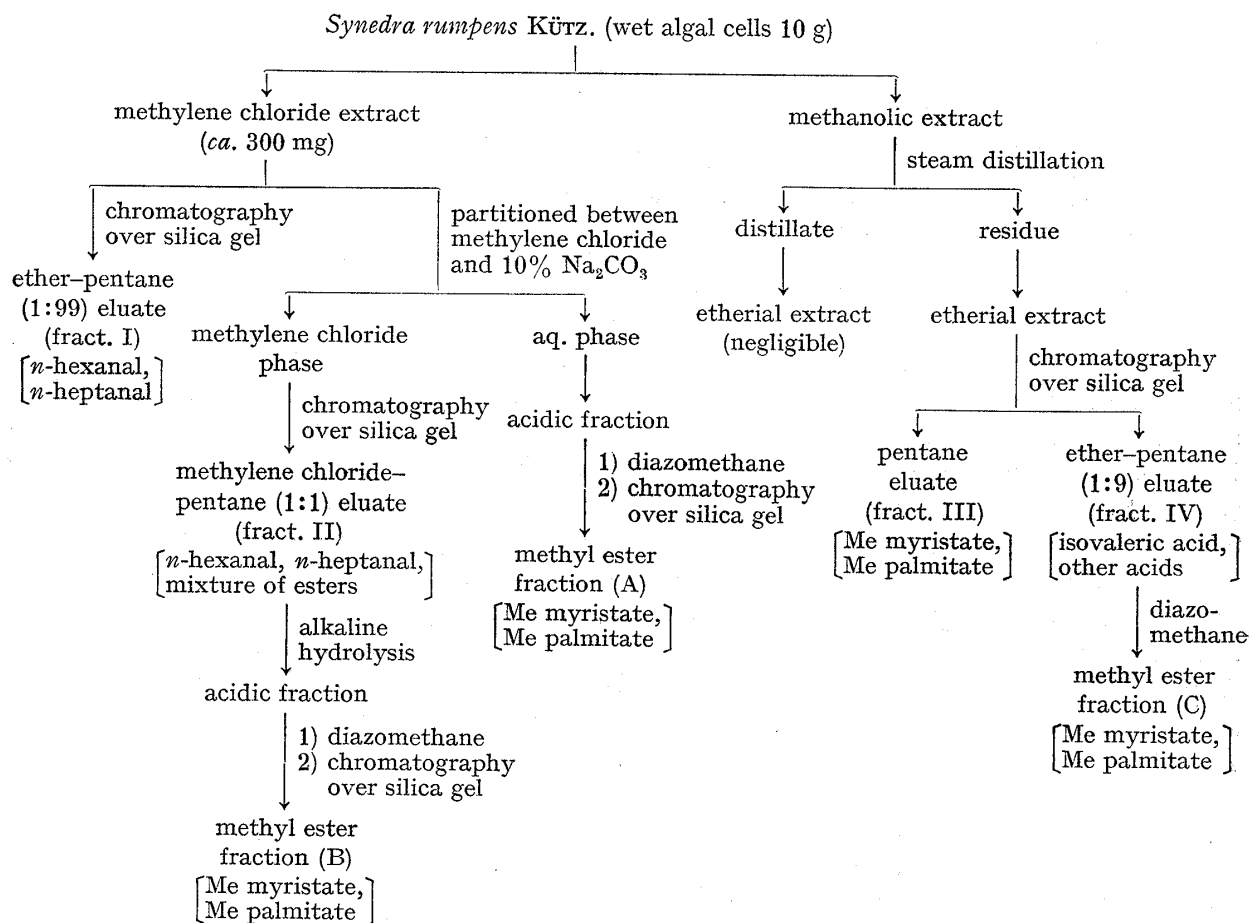 Synedra rumpens KÜTZ. (wet algal cells 10 g)
methylene chloride extract
(ca. 300 mg)
chromatography
over silica gel
ether–pentane
(1:99) eluate
(fract. I)
[n-hexanal,
n-heptanal]
partitioned between
methylene chloride
and 10% Na₂CO₃
methylene chloride
phase
chromatography
over silica gel
methylene chloride–
pentane (1:1) eluate
(fract. II)
[n-hexanal, n-heptanal,
mixture of esters]
alkaline
hydrolysis
acidic fraction
1) diazomethane
2) chromatography
over silica gel
methyl ester
fraction (B)
[Me myristate,
Me palmitate]
aq. phase
acidic fraction
1) diazomethane
2) chromatography
over silica gel
methyl ester
fraction (A)
[Me myristate,
Me palmitate]
methanolic extract
steam distillation
distillate
etherial extract
(negligible)
residue
etherial extract
chromatography
over silica gel
pentane
eluate
(fract. III)
[Me myristate,
Me palmitate]
ether–pentane
(1:9) eluate
(fract. IV)
[isovaleric acid,
other acids]
diazo-
methane
methyl ester
fraction (C)
[Me myristate,
Me palmitate]